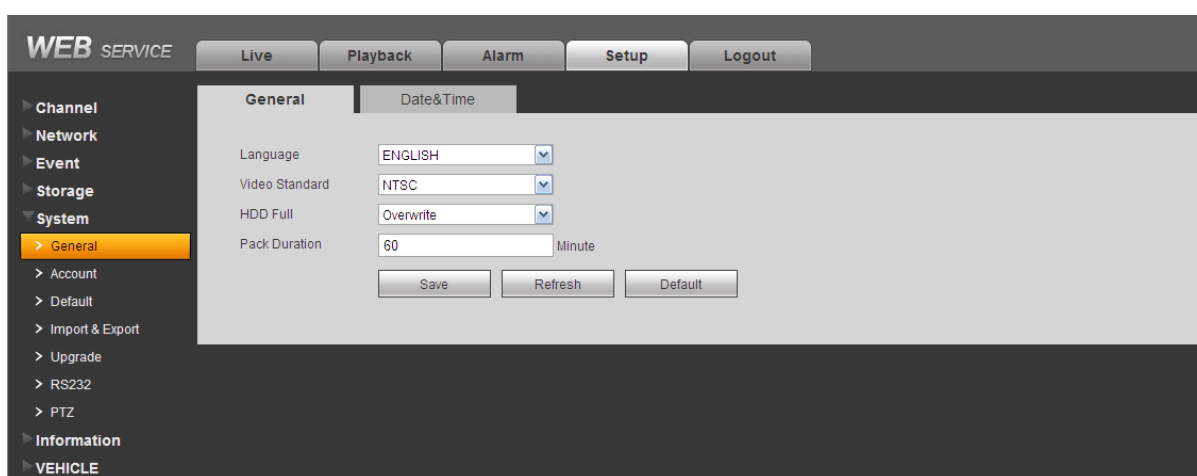 WEB SERVICE
Live
Playback
Alarm
Setup
Logout
Channel
Network
Event
Storage
System
General
Account
Default
Import & Export
Upgrade
RS232
PTZ
Information
VEHICLE
General
Date&Time
Language ENGLISH
Video Standard NTSC
HDD Full Overwrite
Pack Duration 60 Minute
Save
Refresh
Default